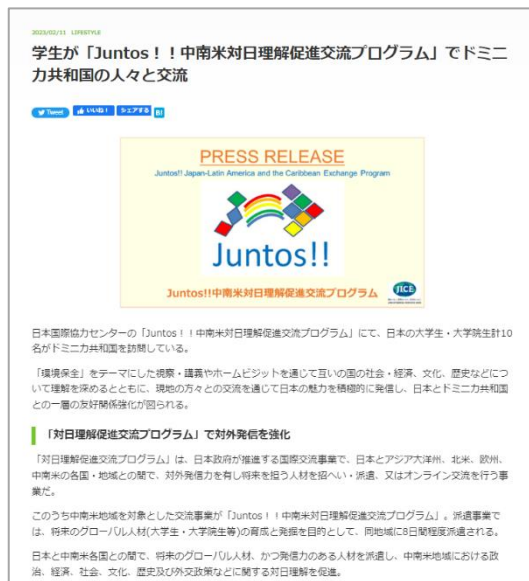 2023/02/11 LIFESTYLE
学生が「Juntos！！中南米対日理解促進交流プログラム」でドミニ
カ共和国の人々と交流
Tweet いいね！ シェアする B!
PRESS RELEASE
Juntos!! Japan-Latin America and the Caribbean Exchange Program
Juntos!!
Juntos!!中南米対日理解促進交流プログラム
JICE
日本国際協力センターの「Juntos！！中南米対日理解促進交流プログラム」にて、日本の大学生・大学院生計10
名がドミニカ共和国を訪問している。
「環境保全」をテーマにした視察・講義やホームビジットを通じて互いの国の社会・経済、文化、歴史などにつ
いて理解を深めるとともに、現地の方々との交流を通じて日本の魅力を積極的に発信し、日本とドミニカ共和国
との一層の友好関係強化が図られる。
「対日理解促進交流プログラム」で対外発信を強化
「対日理解促進交流プログラム」は、日本政府が推進する国際交流事業で、日本とアジア大洋州、北米、欧州、
中南米の各国・地域との間で、対外発信力を有し将来を担う人材を招へい・派遣、又はオンライン交流を行う事
業だ。
このうち中南米地域を対象とした交流事業が「Juntos！！中南米対日理解促進交流プログラム」。派遣事業で
は、将来のグローバル人材(大学生・大学院生等)の育成と発掘を目的として、同地域に8日間程度派遣される。
日本と中南米各国との間で、将来のグローバル人材、かつ発信力のある人材を派遣し、中南米地域における政
治、経済、社会、文化、歴史及び外交政策などに関する対日理解を促進。